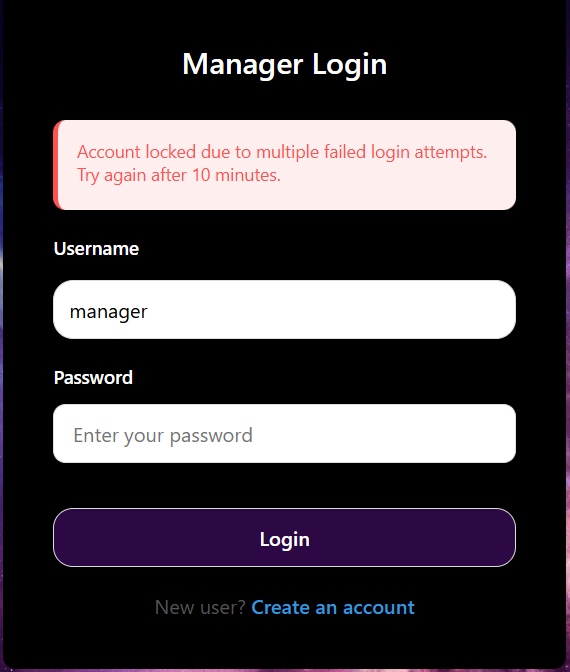 Manager Login
Account locked due to multiple failed login attempts.
Try again after 10 minutes.
Username
manager
Password
Enter your password
Login
New user? Create an account